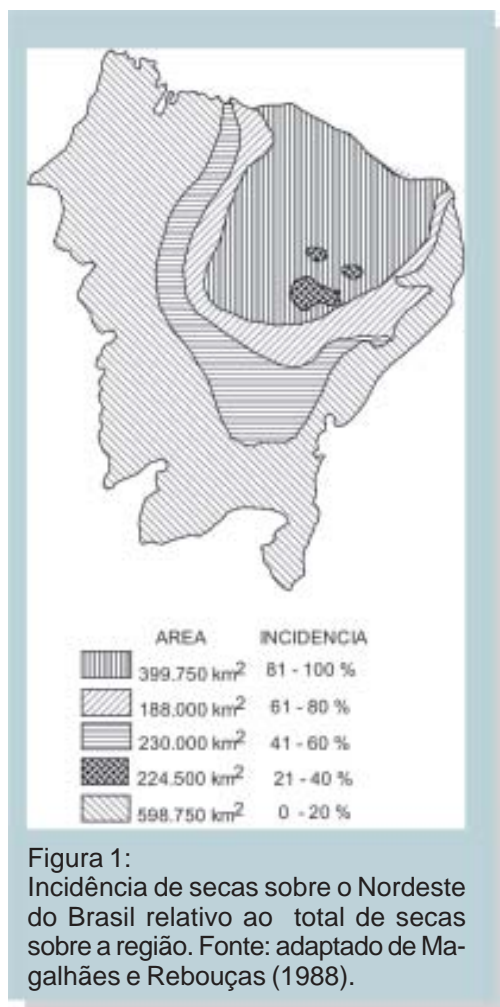 AREA INCIDENCIA
399.750 km² 81 - 100 %
188.000 km² 61 - 80 %
230.000 km² 41 - 60 %
224.500 km² 21 - 40 %
598.750 km² 0 - 20 %
Figura 1:
Incidência de secas sobre o Nordeste
do Brasil relativo ao total de secas
sobre a região. Fonte: adaptado de Ma-
galhães e Rebouças (1988).